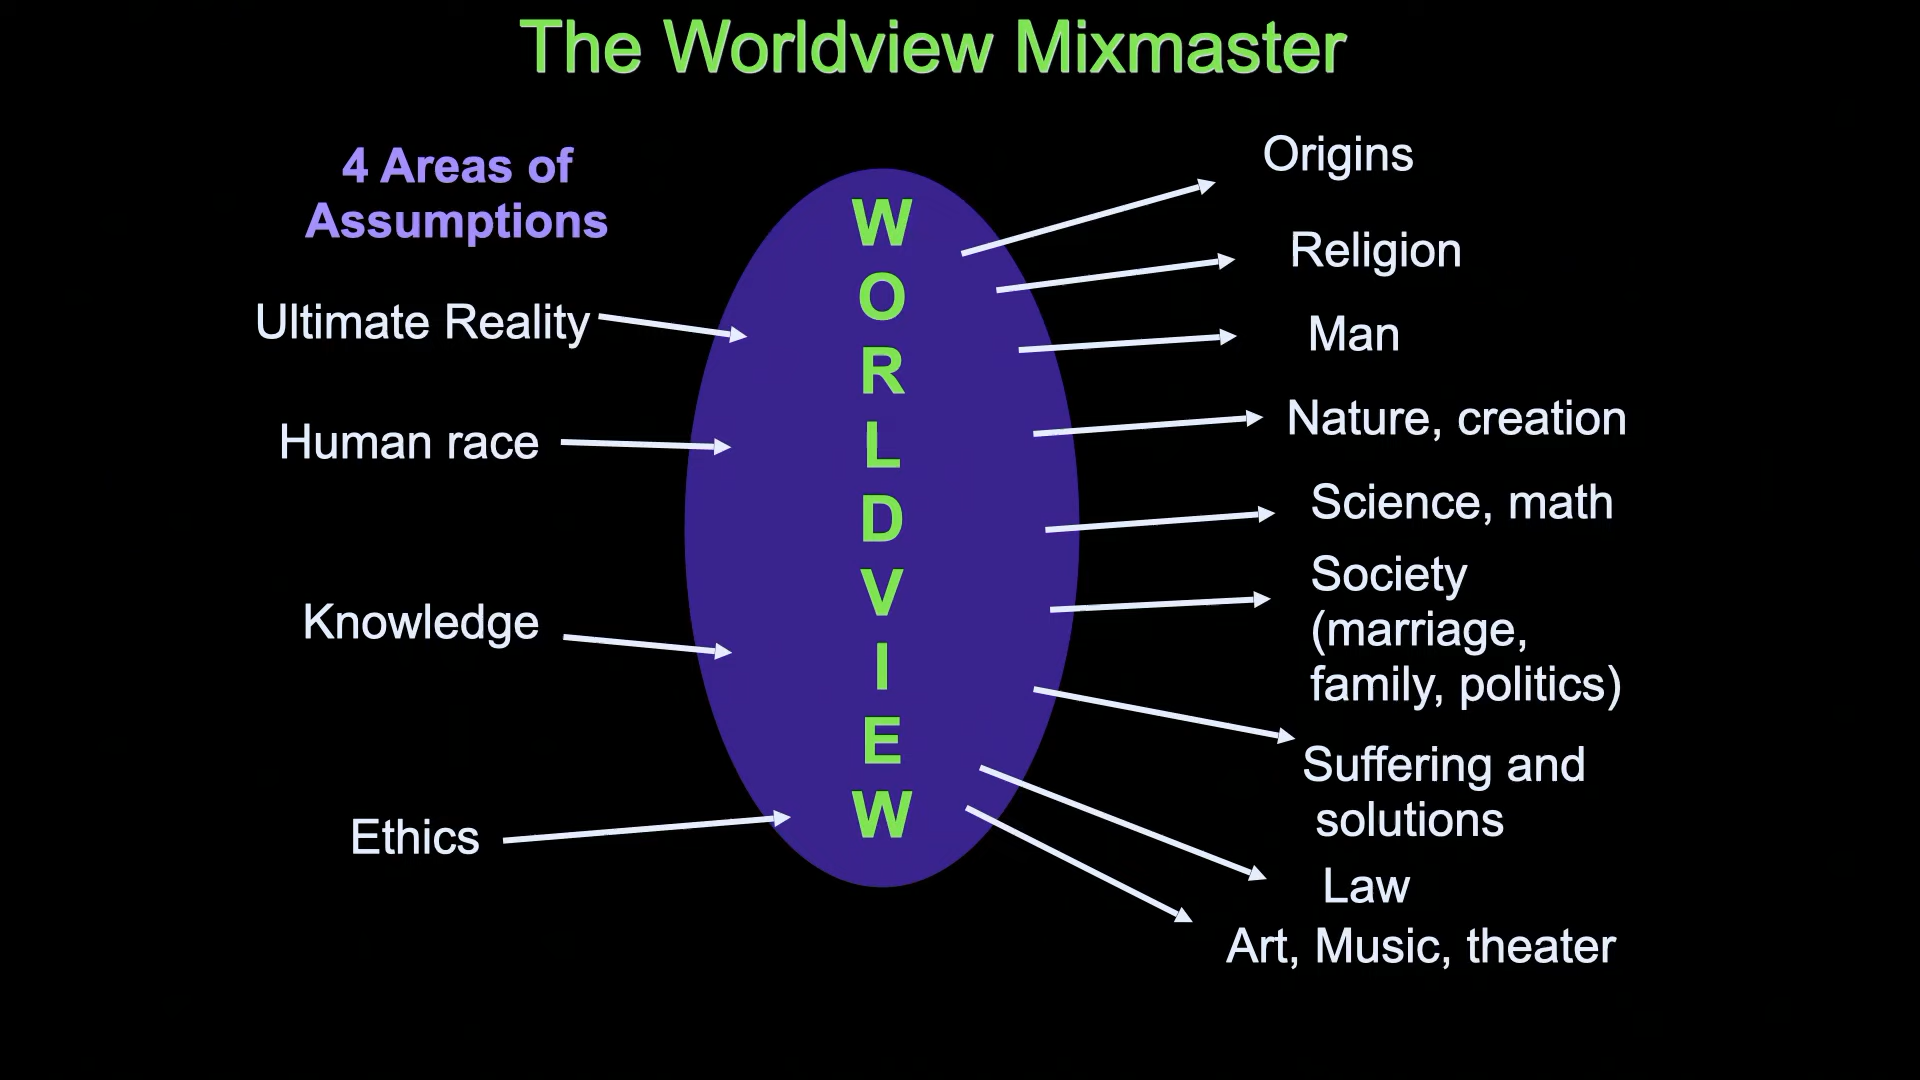 The Worldview Mixmaster
4 Areas of
Assumptions
Ultimate Reality
Human race
Knowledge
Ethics
W
O
R
L
D
V
I
E
W
Origins
Religion
Man
Nature, creation
Science, math
Society
(marriage,
family, politics)
Suffering and
solutions
Law
Art, Music, theater